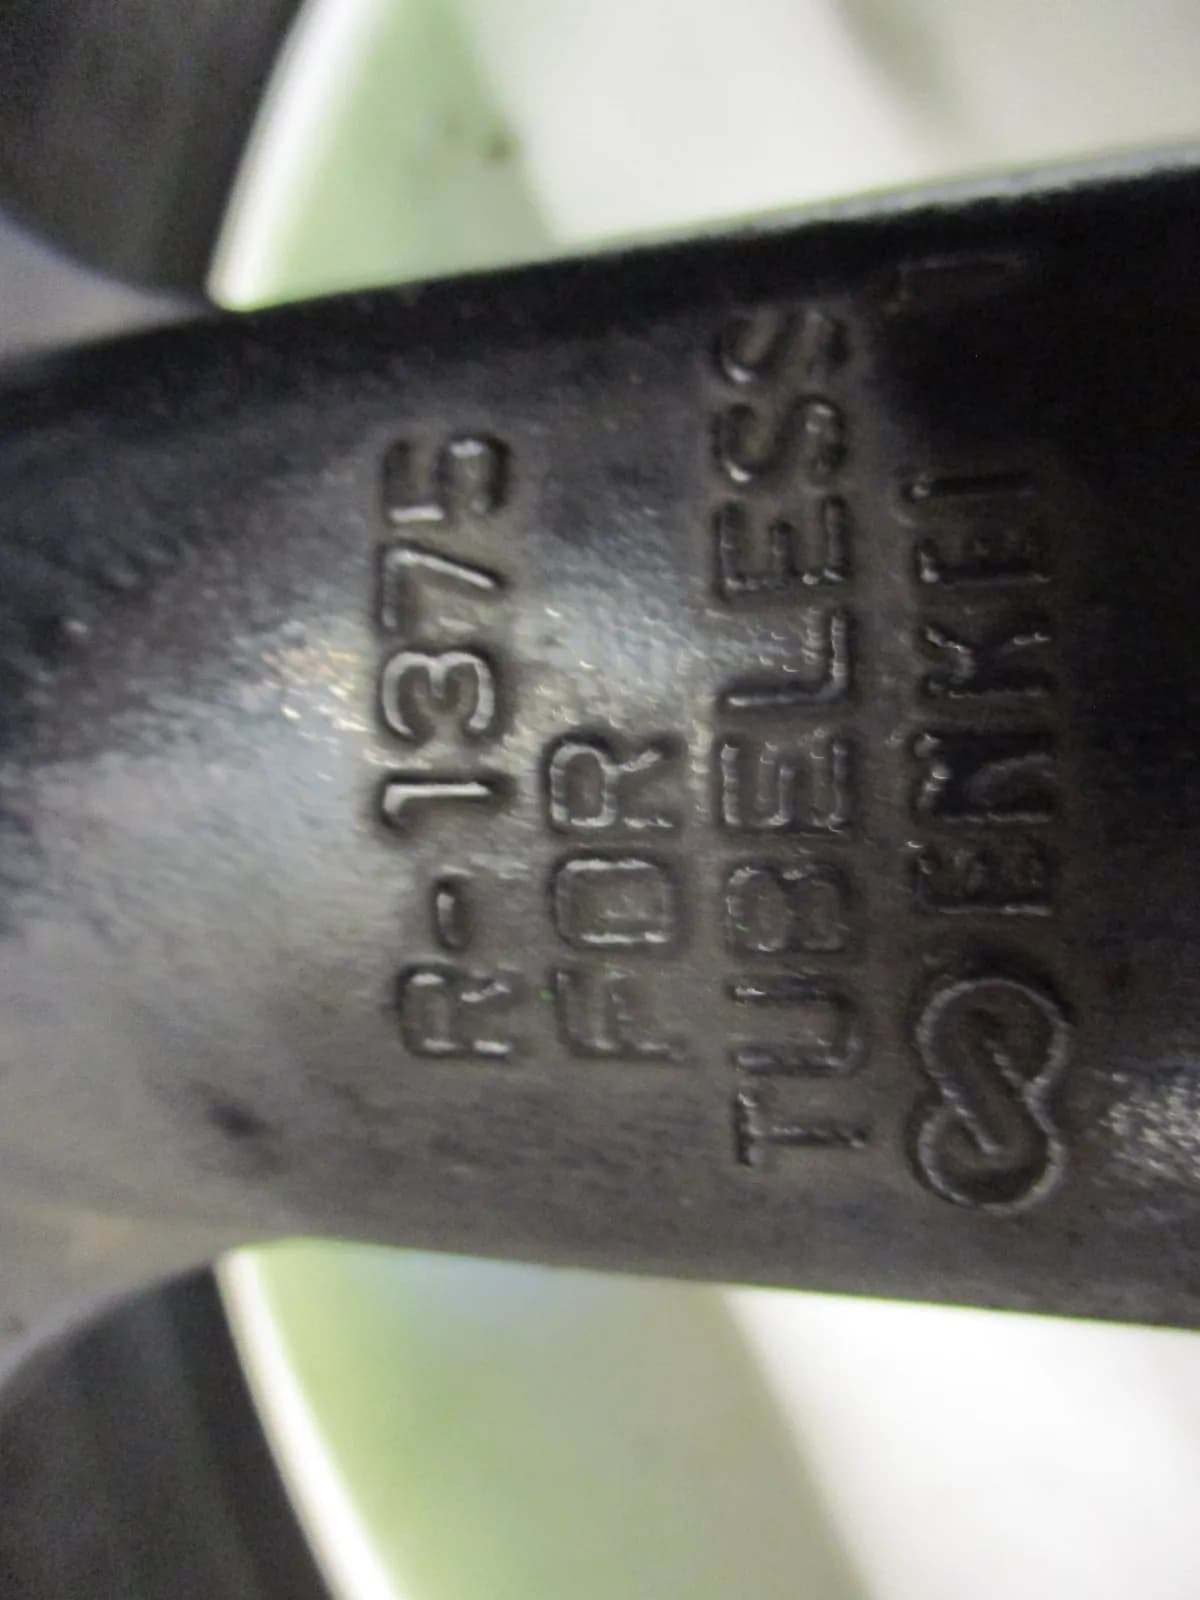 R-1375
FOR
TUBELESS
ENKEI